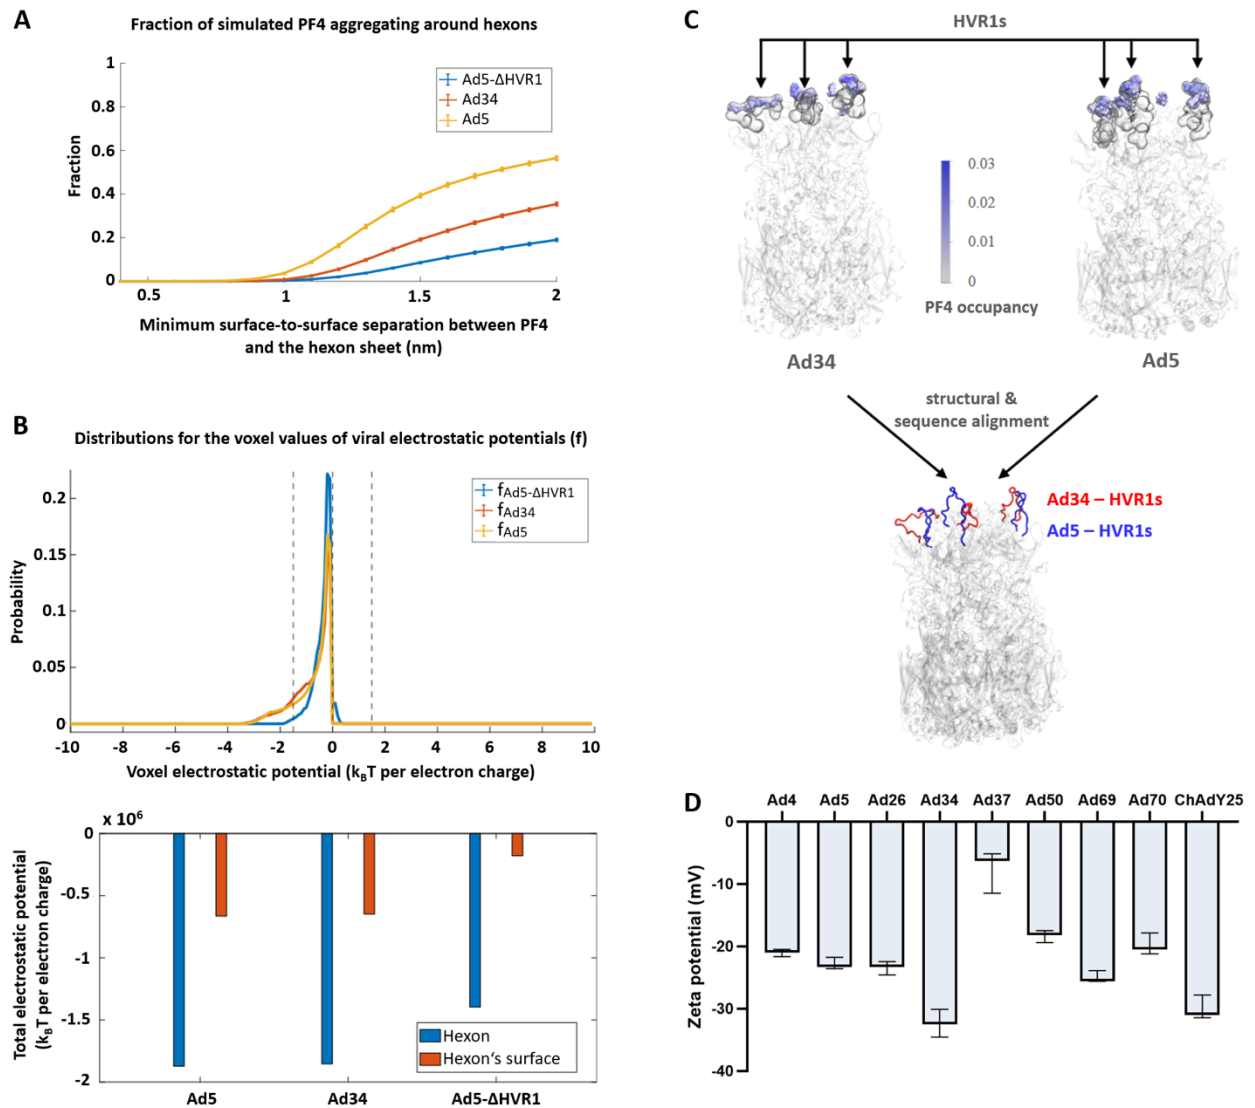 A
Fraction of simulated PF4 aggregating around hexons
1
0.8
0.6
0.4
0.2
0
Fraction
Ad5-ΔHVR1
Ad34
Ad5
0.5
1
1.5
2
Minimum surface-to-surface separation between PF4
and the hexon sheet (nm)
B
Distributions for the voxel values of viral electrostatic potentials (f)
0.2
0.15
0.1
0.05
0
Probability
fAd5-ΔHVR1
fAd34
fAd5
-10
-8
-6
-4
-2
0
2
4
6
8
10
Voxel electrostatic potential (kBT per electron charge)
x 10⁶
0
-0.5
-1
-1.5
-2
Total electrostatic potential
(kBT per electron charge)
Hexon
Hexon's surface
Ad5
Ad34
Ad5-ΔHVR1
C
HVR1s
0.03
0.02
0.01
0
PF4 occupancy
Ad34
Ad5
structural &
sequence alignment
Ad34 – HVR1s
Ad5 – HVR1s
D
Ad4
Ad5
Ad26
Ad34
Ad37
Ad50
Ad69
Ad70
ChAdY25
0
-10
-20
-30
-40
Zeta potential (mV)